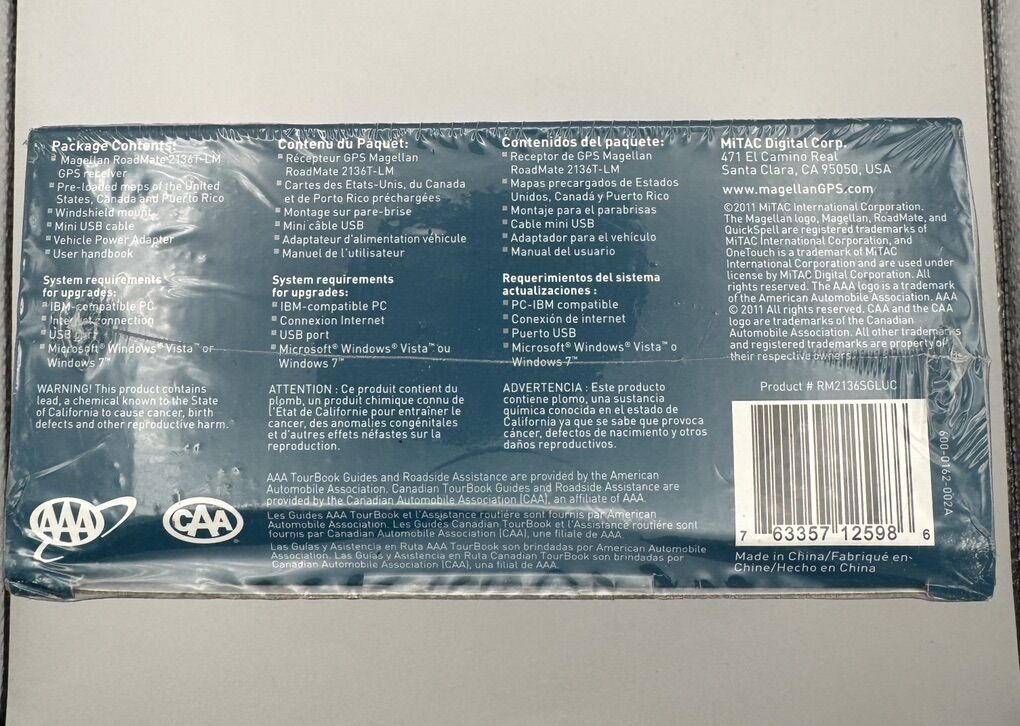 Package Contents:
Magellan RoadMate 2136T-LM
GPS receiver
Pre-loaded maps of the United
States, Canada and Puerto Rico
Windshield mount
Mini USB cable
Vehicle Power Adapter
User handbook
System requirements
for upgrades:
IBM-compatible PC
Internet connection
USB
Microsoft® Windows® Vista™ or
Windows 7™
WARNING! This product contains
lead, a chemical known to the State
of California to cause cancer, birth
defects and other reproductive harm.
Contenu du Paquet:
Récepteur GPS Magellan
RoadMate 2136T-LM
Cartes des Etats-Unis, du Canada
et de Porto Rico préchargées
Montage sur pare-brise
Mini câble USB
Adaptateur d'alimentation véhicule
Manuel de l'utilisateur
System requirements
for upgrades:
IBM-compatible PC
Connexion Internet
USB port
Microsoft® Windows® Vista™ ou
Windows 7™
ATTENTION : Ce produit contient du
plomb, un produit chimique connu de
l'Etat de Californie pour entraîner le
cancer, des anomalies congénitales
et d'autres effets néfastes sur la
reproduction.
Contenidos del paquete:
Receptor de GPS Magellan
RoadMate 2136T-LM
Mapas precargados de Estados
Unidos, Canadá y Puerto Rico
Montaje para el parabrisas
Cable mini USB
Adaptador para el vehículo
Manual del usuario
Requerimientos del sistema
actualizaciones :
PC-IBM compatible
Conexión de internet
Puerto USB
Microsoft® Windows® Vista™ o
Windows 7™
ADVERTENCIA : Este producto
contiene plomo, una sustancia
química conocida en el estado de
California ya que se sabe que provoca
cáncer, defectos de nacimiento y otros
daños reproductivos.
MiTAC Digital Corp.
471 El Camino Real
Santa Clara, CA 95050, USA
www.magellanGPS.com
©2011 MiTAC International Corporation.
The Magellan logo, Magellan, RoadMate, and
QuickSpell are registered trademarks of
MiTAC International Corporation, and
OneTouch is a trademark of MiTAC
International Corporation and are used under
license by MiTAC Digital Corporation. All
rights reserved. The AAA logo is a trademark
of the American Automobile Association. AAA
© 2011 All rights reserved. CAA and the CAA
logo are trademarks of the Canadian
Automobile Association. All other trademarks
and registered trademarks are property of
their respective owners.
Product # RM2136SGLUC
7 63357 12598 6
600-0162-002A
Made in China/Fabriqué en-
Chine/Hecho en China
AAA
CAA
AAA TourBook Guides and Roadside Assistance are provided by the American
Automobile Association. Canadian TourBook Guides and Roadside Assistance are
provided by the Canadian Automobile Association (CAA), an affiliate of AAA.
Les Guides AAA TourBook et l'Assistance routière sont fournis par American
Automobile Association. Les Guides Canadian TourBook et l'Assistance routière sont
fournis par Canadian Automobile Association (CAA), une filiale de AAA.
Las Guías y Asistencia en Ruta AAA TourBook son brindadas por American Automobile
Association. Las Guías y Asistencia en Ruta Canadian TourBook son brindadas por
Canadian Automobile Association (CAA), una filial de AAA.